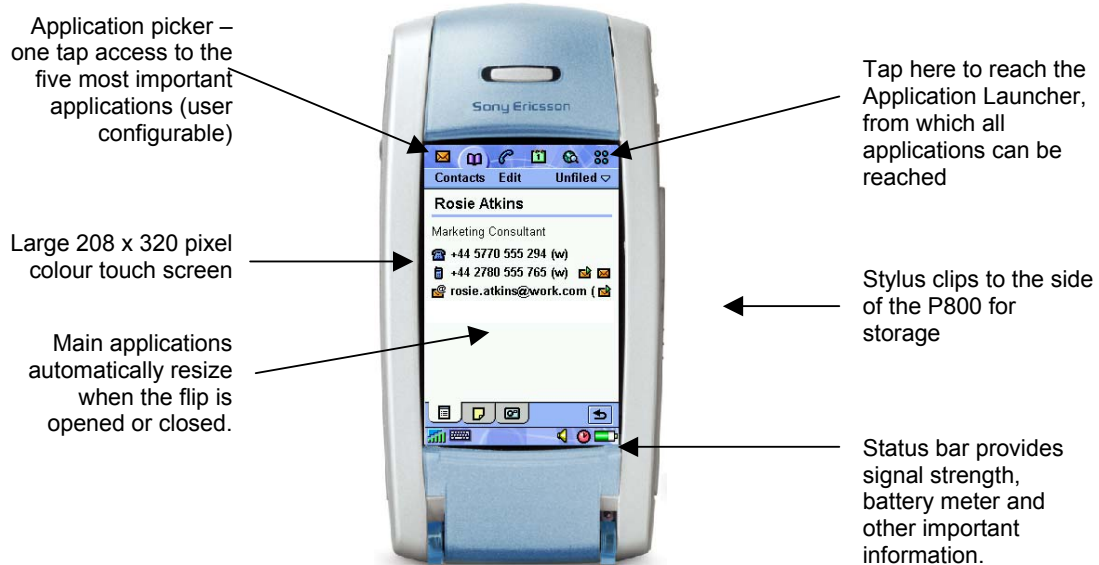 Application picker –
one tap access to the
five most important
applications (user
configurable)
Large 208 x 320 pixel
colour touch screen
Main applications
automatically resize
when the flip is
opened or closed.
Sony Ericsson
1
Contacts Edit Unfiled
Rosie Atkins
Marketing Consultant
+44 5770 555 294 (w)
+44 2780 555 765 (w)
rosie.atkins@work.com (
Tap here to reach the
Application Launcher,
from which all
applications can be
reached
Stylus clips to the side
of the P800 for
storage
Status bar provides
signal strength,
battery meter and
other important
information.